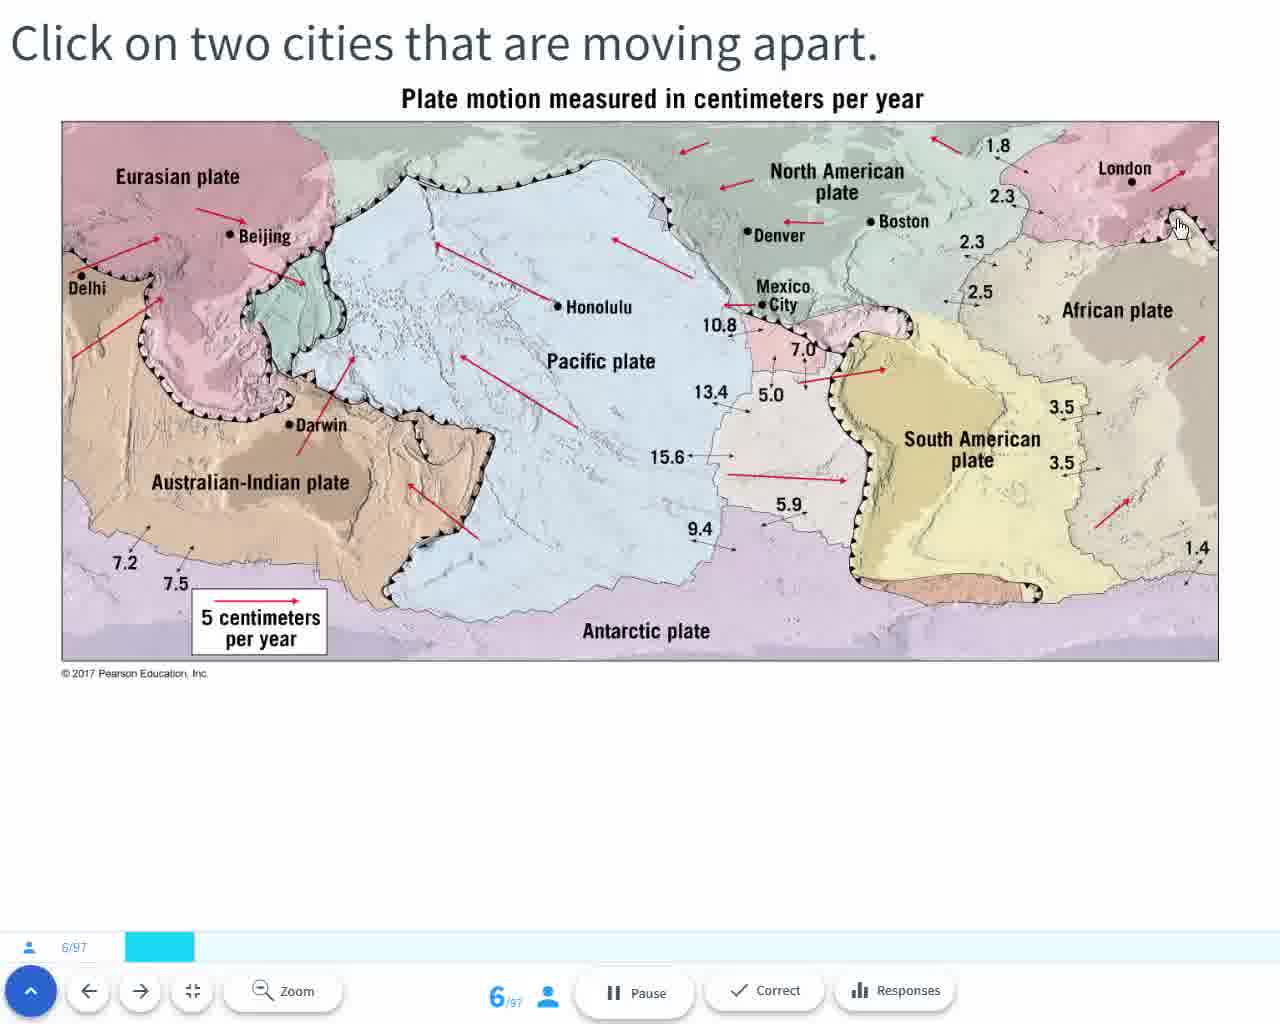 Click on two cities that are moving apart.
Plate motion measured in centimeters per year
Eurasian plate
North American
plate
London
1.8
2.3
Beijing
Denver
Boston
2.3
Delhi
Mexico
City
2.5
Honolulu
African plate
10.8
7.0
Pacific plate
13.4
5.0
3.5
Darwin
South American
plate
15.6
3.5
Australian-Indian plate
5.9
9.4
7.2
7.5
1.4
5 centimeters
per year
Antarctic plate
© 2017 Pearson Education, Inc.
6/97
Zoom
6/97
Pause
Correct
Responses